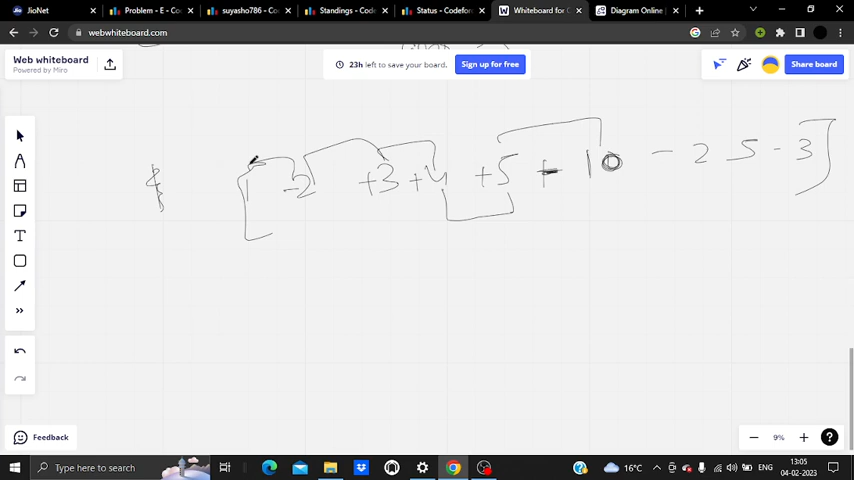 JioNet
Problem - E - Co
suyasho786 - Co
Standings - Code
Status - Codefor
Whiteboard for C
Diagram Online
webwhiteboard.com
Web whiteboard
Powered by Miro
23h left to save your board.
Sign up for free
Share board
[ 1 -2 +3 +4 +5 + 10 - 2 5 - 3 ]
T
Feedback
9%
Type here to search
16°C
ENG
13:05
04-02-2023